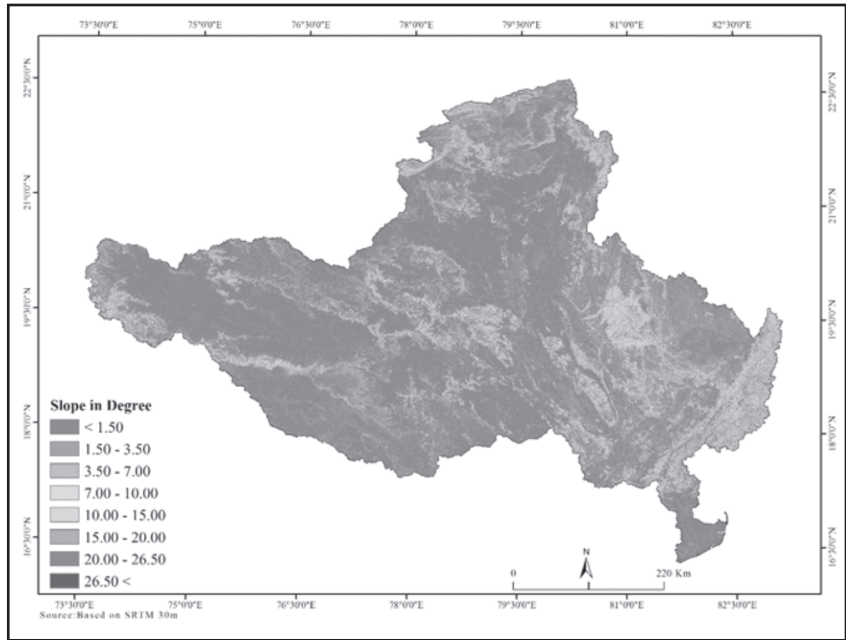 73°30'0"E 75°0'0"E 76°30'0"E 78°0'0"E 79°30'0"E 81°0'0"E 82°30'0"E
22°30'0"N 22°30'0"N
21°0'0"N 21°0'0"N
19°30'0"N 19°30'0"N
18°0'0"N 18°0'0"N
16°30'0"N 16°30'0"N
Slope in Degree
< 1.50
1.50 - 3.50
3.50 - 7.00
7.00 - 10.00
10.00 - 15.00
15.00 - 20.00
20.00 - 26.50
26.50 <
N
0 220 Km
73°30'0"E 75°0'0"E 76°30'0"E 78°0'0"E 79°30'0"E 81°0'0"E 82°30'0"E
Source:Based on SRTM 30m